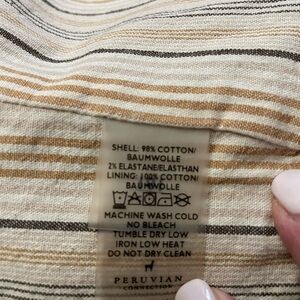 SHELL: 98% COTTON/
BAUMWOLLE
2% ELASTANE/ELASTHAN
LINING: 100% COTTON/
BAUMWOLLE
MACHINE WASH COLD
NO BLEACH
TUMBLE DRY LOW
IRON LOW HEAT
DO NOT DRY CLEAN
PERUVIAN
CONNECTION